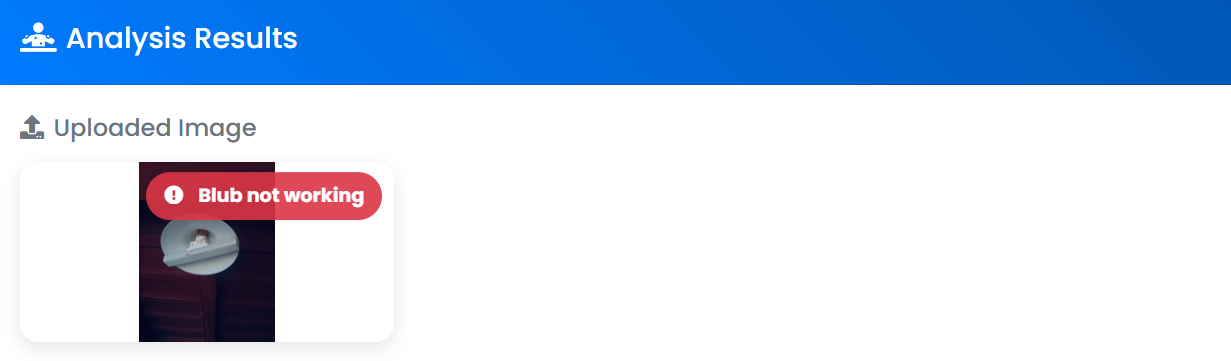 Analysis Results
Uploaded Image
Blub not working